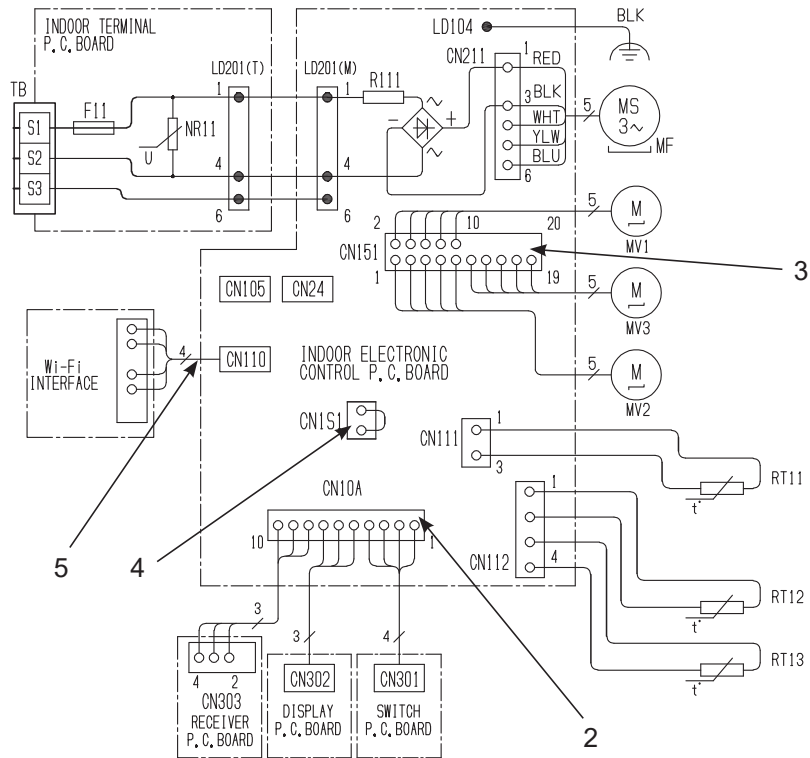 INDOOR TERMINAL
P.C.BOARD
LD104
BLK
CN211
1
RED
3
BLK
WHT
YLW
BLU
6
5
MS
3~
MF
TB
F11
LD201(T)
LD201(M)
R111
1
1
~
+
-
~
S1
S2
S3
NR11
U
4
4
6
6
2
10
20
CN151
1
19
5
M
MV1
3
5
M
MV3
5
M
MV2
CN105
CN24
Wi-Fi
INTERFACE
4
CN110
INDOOR ELECTRONIC
CONTROL P.C.BOARD
CN1S1
CN111
1
3
RT11
t°
CN10A
10
1
CN112
1
4
RT12
t°
RT13
t°
5
4
3
3
4
4
2
CN303
RECEIVER
P.C.BOARD
CN302
DISPLAY
P.C.BOARD
CN301
SWITCH
P.C.BOARD
2